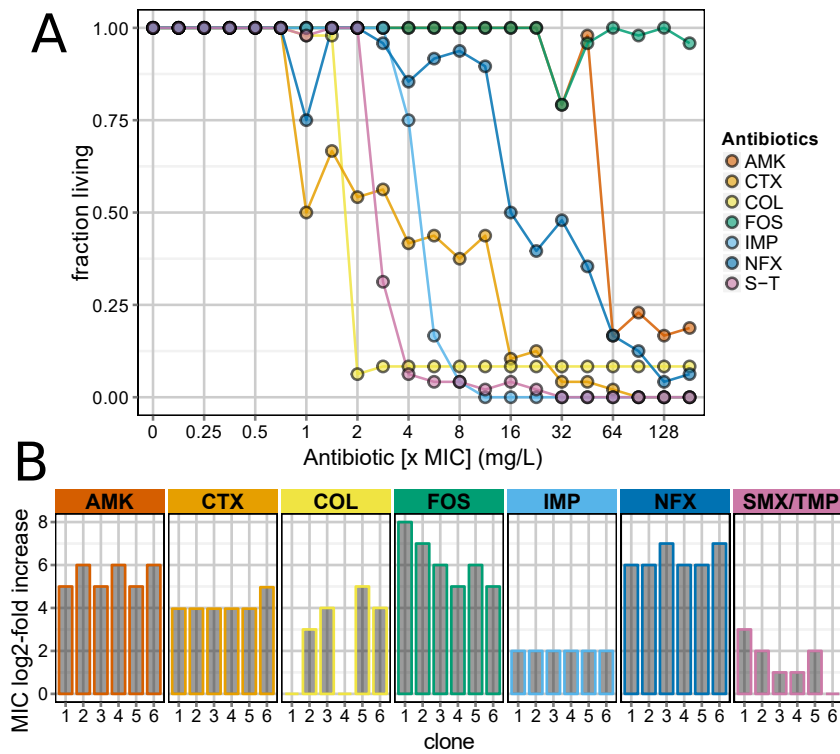 A
fraction living
1.00
0.75
0.50
0.25
0.00
0 0.25 0.5 1 2 4 8 16 32 64 128
Antibiotic [x MIC] (mg/L)
Antibiotics
AMK
CTX
COL
FOS
IMP
NFX
S−T
B
AMK CTX COL FOS IMP NFX SMX/TMP
MIC log2-fold increase
8
6
4
2
0
1 2 3 4 5 6 1 2 3 4 5 6 1 2 3 4 5 6 1 2 3 4 5 6 1 2 3 4 5 6 1 2 3 4 5 6 1 2 3 4 5 6
clone